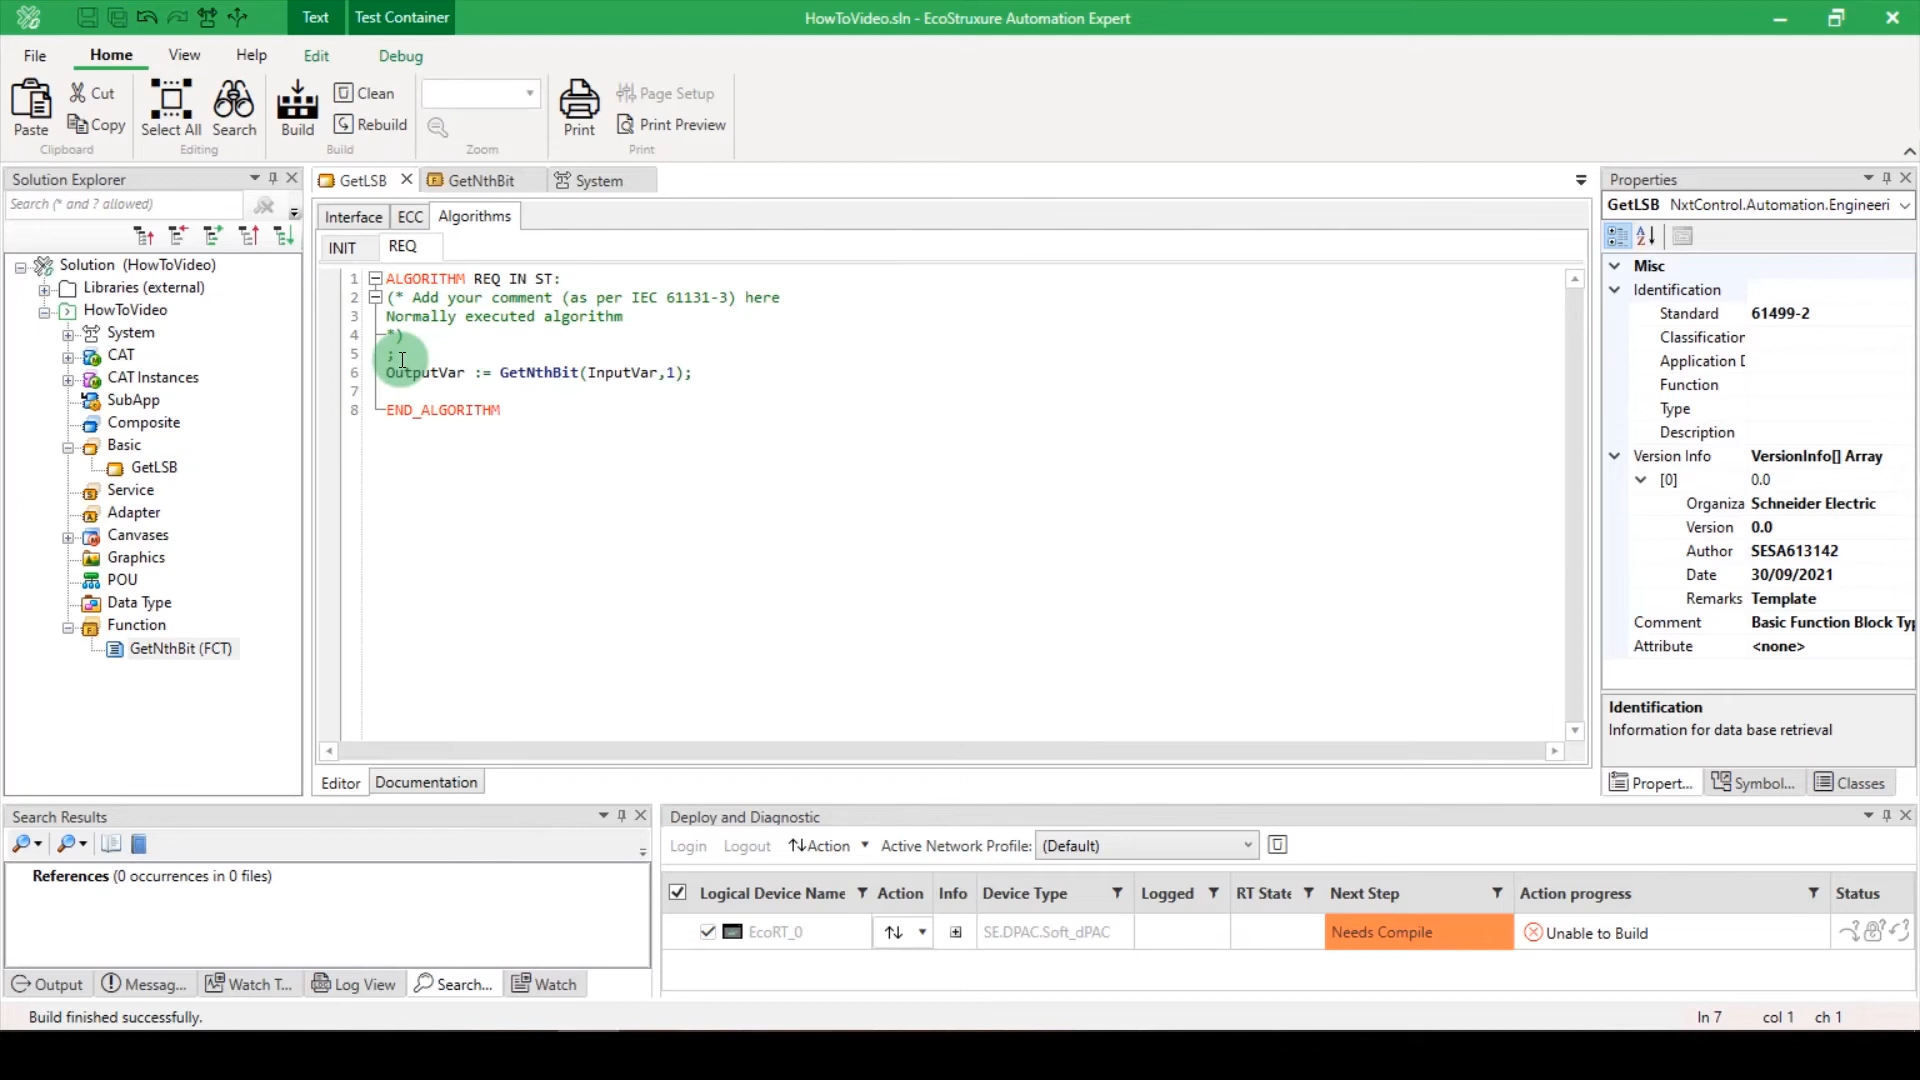 Text
Test Container
HowToVideo.sln - EcoStruxure Automation Expert
File
Home
View
Help
Edit
Debug
Paste
Cut
Copy
Clipboard
Select All
Search
Editing
Build
Clean
Rebuild
Build
Zoom
Print
Page Setup
Print Preview
Print
Solution Explorer
Search (* and ? allowed)
Solution (HowToVideo)
Libraries (external)
HowToVideo
System
CAT
CAT Instances
SubApp
Composite
Basic
GetLSB
Service
Adapter
Canvases
Graphics
POU
Data Type
Function
GetNthBit (FCT)
GetLSB
GetNthBit
System
Interface
ECC
Algorithms
INIT
REQ
1 ALGORITHM REQ IN ST:
2 (* Add your comment (as per IEC 61131-3) here
3 Normally executed algorithm
4 *)
5 ;
6 OutputVar := GetNthBit(InputVar,1);
7
8 END_ALGORITHM
Editor
Documentation
Properties
GetLSB NxtControl.Automation.Engineeri
Misc
Identification
Standard 61499-2
Classification
Application D
Function
Type
Description
Version Info VersionInfo[] Array
[0] 0.0
Organiza Schneider Electric
Version 0.0
Author SESA613142
Date 30/09/2021
Remarks Template
Comment Basic Function Block Ty
Attribute <none>
Identification
Information for data base retrieval
Propert...
Symbol...
Classes
Search Results
References (0 occurrences in 0 files)
Output
Messag...
Watch T...
Log View
Search...
Watch
Deploy and Diagnostic
Login
Logout
Action
Active Network Profile:
(Default)
Logical Device Name
Action
Info
Device Type
Logged
RT State
Next Step
Action progress
Status
EcoRT_0
SE.DPAC.Soft_dPAC
Needs Compile
Unable to Build
Build finished successfully.
ln 7
col 1
ch 1